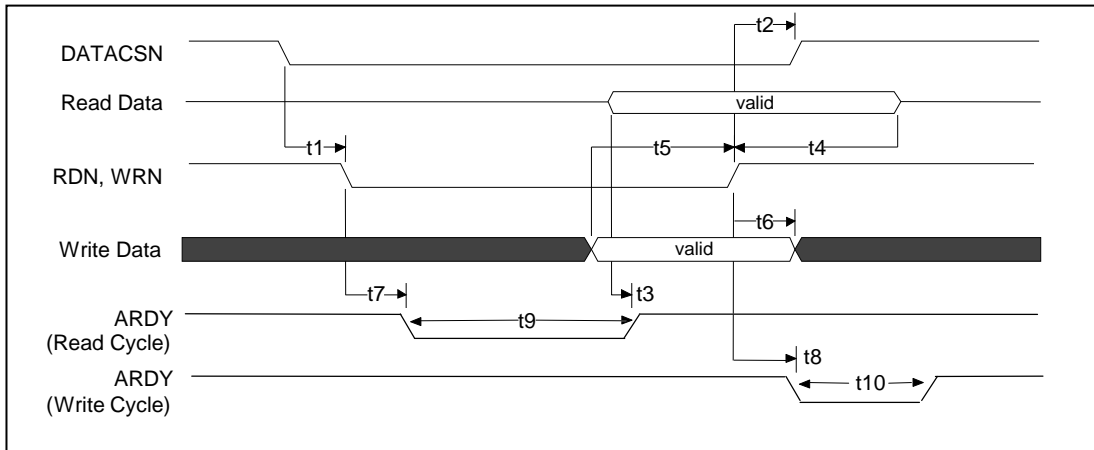 t2
DATACSN
Read Data
valid
t1
t5
t4
RDN, WRN
t6
Write Data
valid
t7
t3
ARDY
(Read Cycle)
t9
t8
ARDY
(Write Cycle)
t10